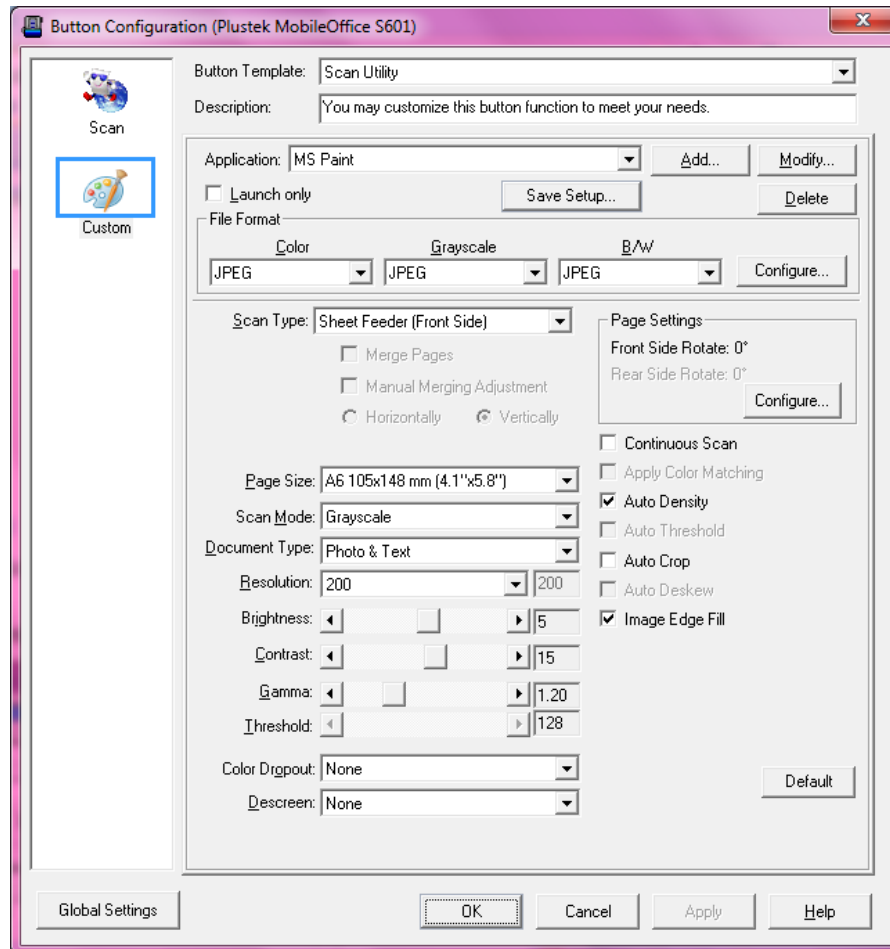 Button Configuration (Plustek MobileOffice S601)
Scan
Custom
Button Template: Scan Utility
Description: You may customize this button function to meet your needs.
Application: MS Paint Add... Modify...
Launch only Save Setup... Delete
File Format
Color Grayscale B/W
JPEG JPEG JPEG Configure...
Scan Type: Sheet Feeder (Front Side)
Merge Pages
Manual Merging Adjustment
Horizontally Vertically
Page Settings
Front Side Rotate: 0°
Rear Side Rotate: 0°
Configure...
Continuous Scan
Apply Color Matching
Auto Density
Auto Threshold
Auto Crop
Auto Deskew
Image Edge Fill
Page Size: A6 105x148 mm (4.1"x5.8")
Scan Mode: Grayscale
Document Type: Photo & Text
Resolution: 200 200
Brightness: 5
Contrast: 15
Gamma: 1.20
Threshold: 128
Color Dropout: None
Descreen: None
Default
Global Settings OK Cancel Apply Help